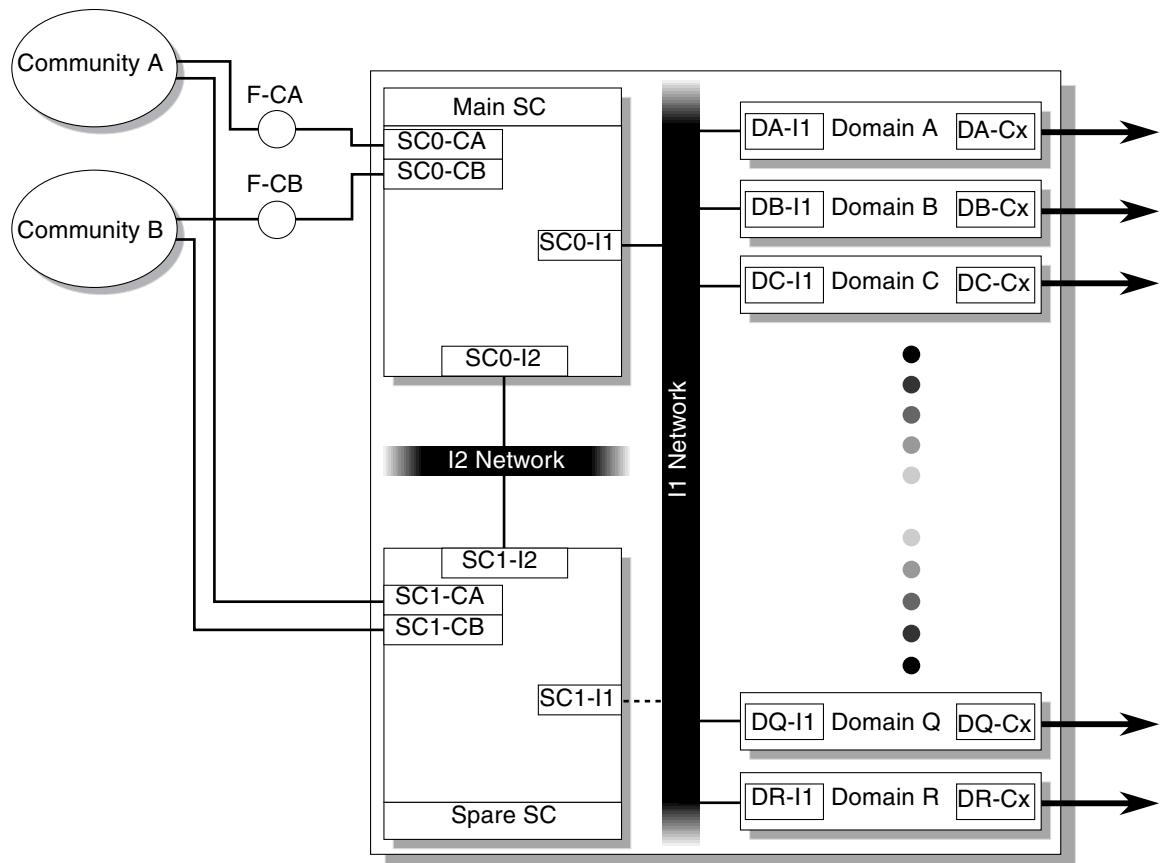 Community A
F-CA
Main SC
SC0-CA
SC0-CB
F-CB
Community B
SC0-I1
SC0-I2
I2 Network
SC1-I2
SC1-CA
SC1-CB
SC1-I1
Spare SC
I1 Network
DA-I1 Domain A DA-Cx
DB-I1 Domain B DB-Cx
DC-I1 Domain C DC-Cx
DQ-I1 Domain Q DQ-Cx
DR-I1 Domain R DR-Cx